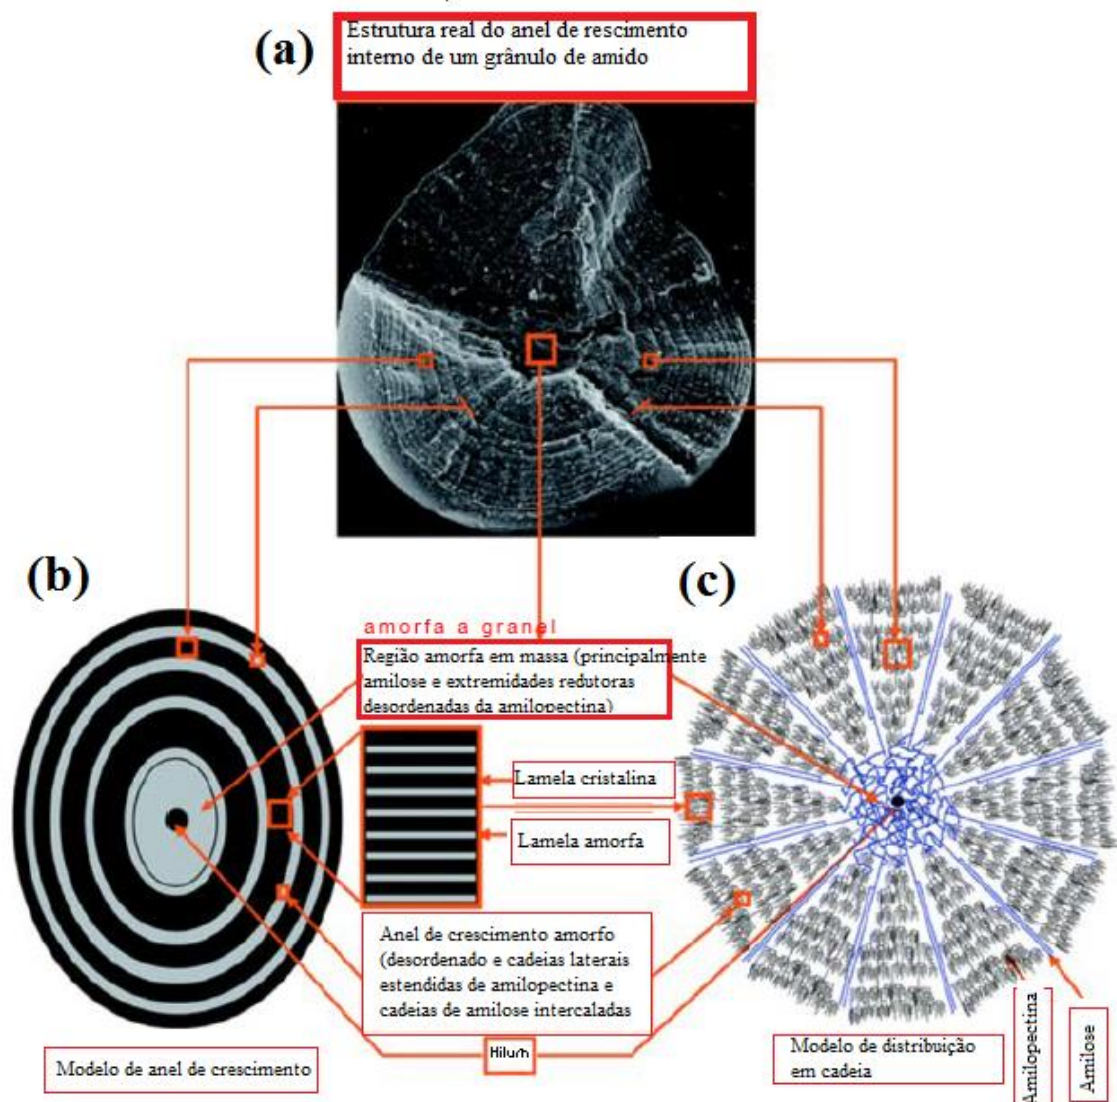 (a)
Estrutura real do anel de rescimento
interno de um grânulo de amido
(b)
(c)
amorfa a granel
Região amorfa em massa (principalmente
amilose e extremidades redutoras
desordenadas da amilopectina)
Lamela cristalina
Lamela amorfa
Anel de crescimento amorfo
(desordenado e cadeias laterais
estendidas de amilopectina e
cadeias de amilose intercaladas
Hilum
Modelo de anel de crescimento
Modelo de distribuição
em cadeia
Amilopectina
Amilose